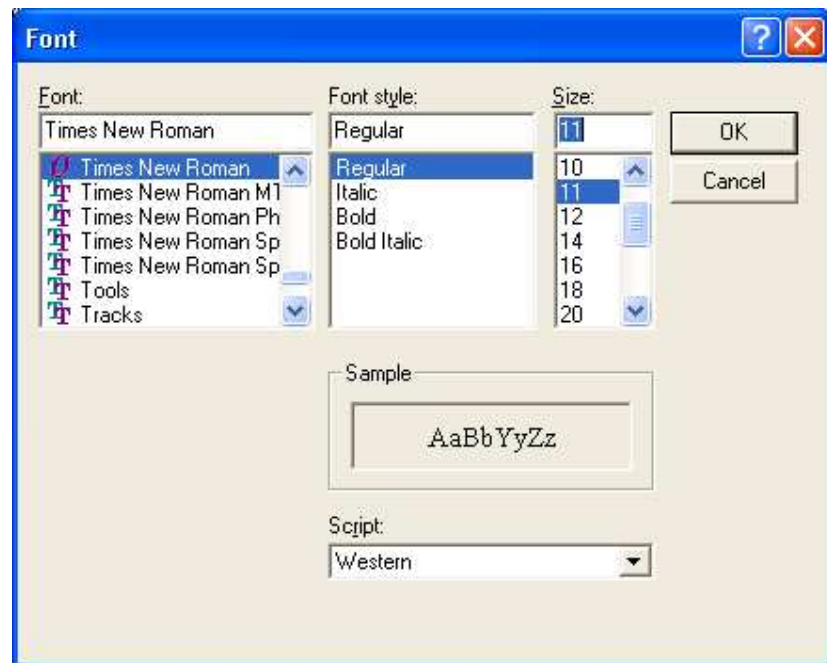 Font
Font:
Times New Roman
Times New Roman
Times New Roman MT
Times New Roman Ph
Times New Roman Sp
Times New Roman Sp
Tools
Tracks
Font style:
Regular
Regular
Italic
Bold
Bold Italic
Size:
11
10
11
12
14
16
18
20
OK
Cancel
Sample
AaBbYyZz
Script:
Western